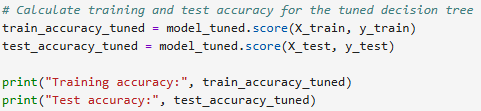 # Calculate training and test accuracy for the tuned decision tree
train_accuracy_tuned = model_tuned.score(X_train, y_train)
test_accuracy_tuned = model_tuned.score(X_test, y_test)

print("Training accuracy:", train_accuracy_tuned)
print("Test accuracy:", test_accuracy_tuned)